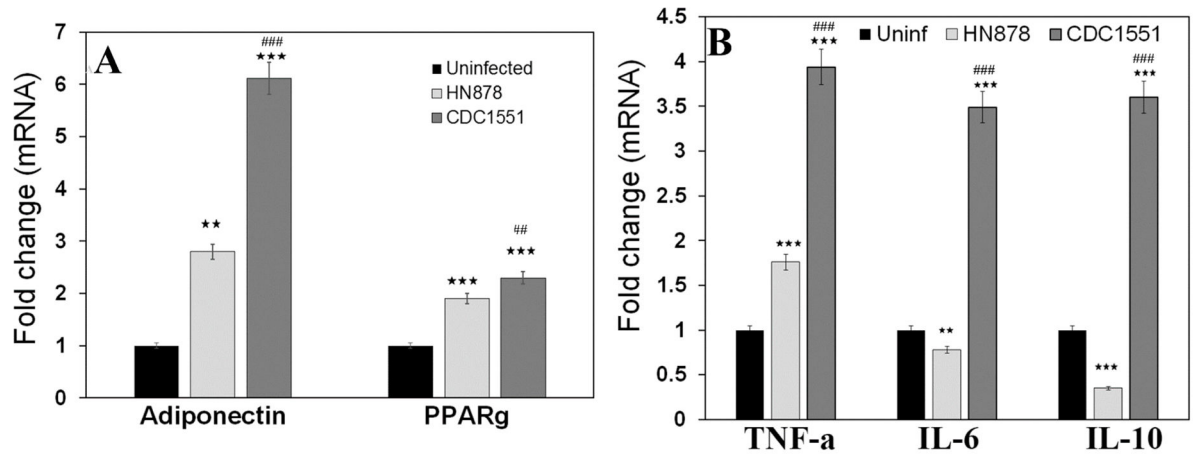 A
Fold change (mRNA)
7
6
5
4
3
2
1
0
Uninfected
HN878
CDC1551
★★
###
★★★
★★★
##
★★★
Adiponectin
PPARg
B
Fold change (mRNA)
4.5
4
3.5
3
2.5
2
1.5
1
0.5
0
Uninf
HN878
CDC1551
★★★
###
★★★
★★
###
★★★
★★★
###
★★★
TNF-a
IL-6
IL-10